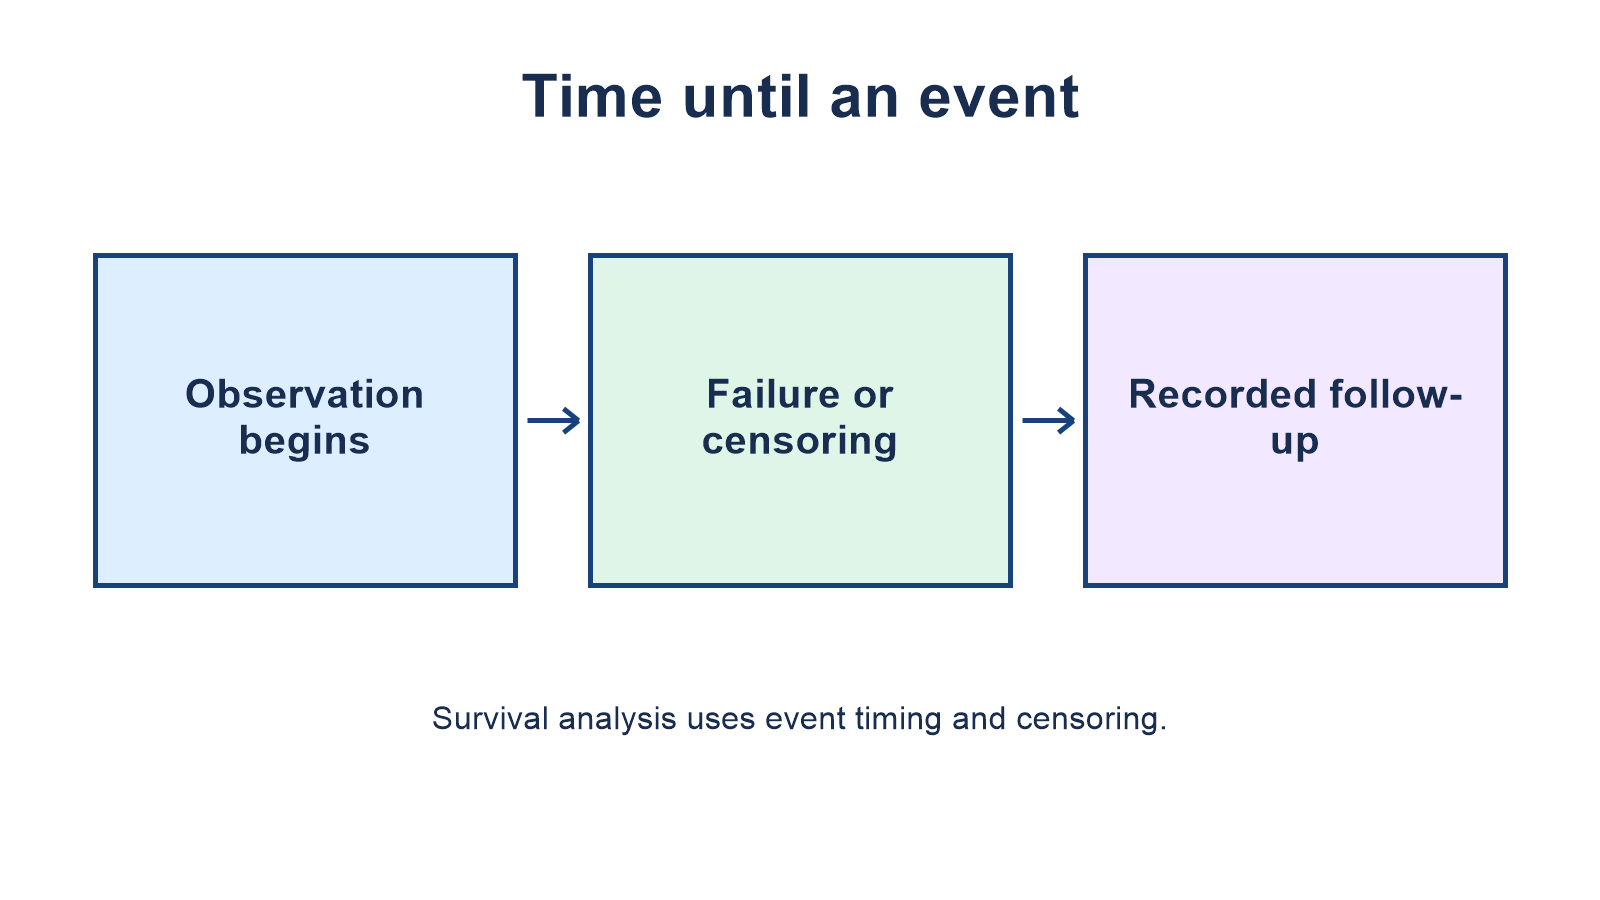 Time until an event
Observation
begins
Failure or
censoring
Recorded follow-
up
Survival analysis uses event timing and censoring.